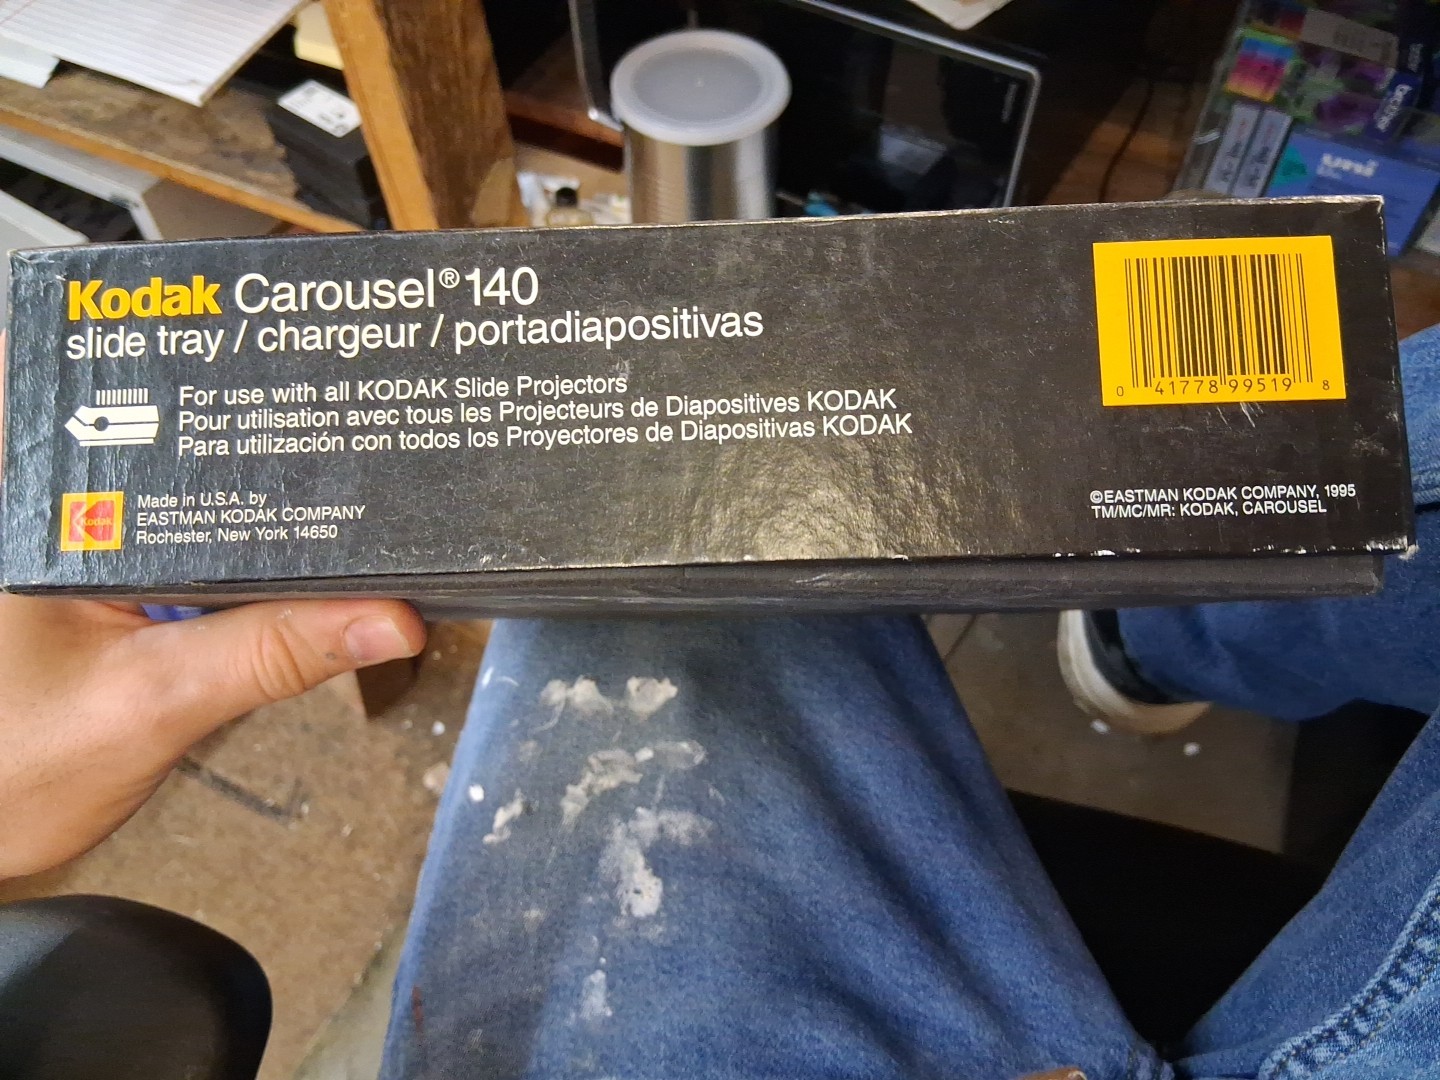 Kodak Carousel® 140
slide tray / chargeur / portadiapositivas
For use with all KODAK Slide Projectors
Pour utilisation avec tous les Projecteurs de Diapositives KODAK
Para utilización con todos los Proyectores de Diapositivas KODAK
Kodak
Made in U.S.A. by
EASTMAN KODAK COMPANY
Rochester, New York 14650
0 41778 99519 8
©EASTMAN KODAK COMPANY, 1995
TM/MC/MR: KODAK, CAROUSEL
brother
uni